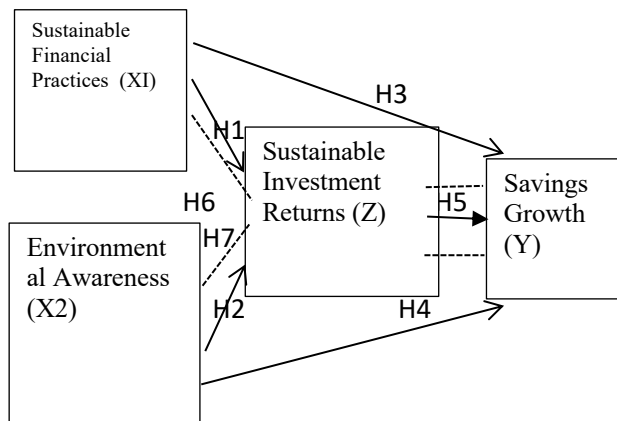 Sustainable
Financial
Practices (XI)
H3
H1
Sustainable
Investment
Returns (Z)
Savings
Growth
(Y)
H6
H5
H7
Environment
al Awareness
(X2)
H2
H4